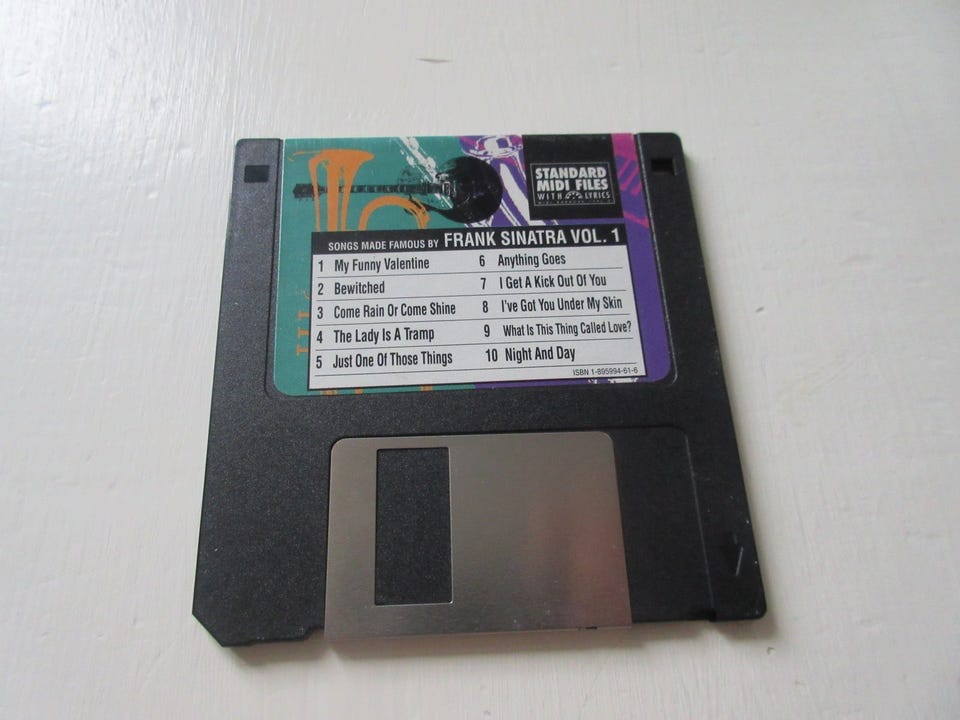 STANDARD
MIDI FILES
WITH LYRICS
SONGS MADE FAMOUS BY FRANK SINATRA VOL. 1
1 My Funny Valentine
2 Bewitched
3 Come Rain Or Come Shine
4 The Lady Is A Tramp
5 Just One Of Those Things
6 Anything Goes
7 I Get A Kick Out Of You
8 I've Got You Under My Skin
9 What Is This Thing Called Love?
10 Night And Day
ISBN 1-895994-61-6